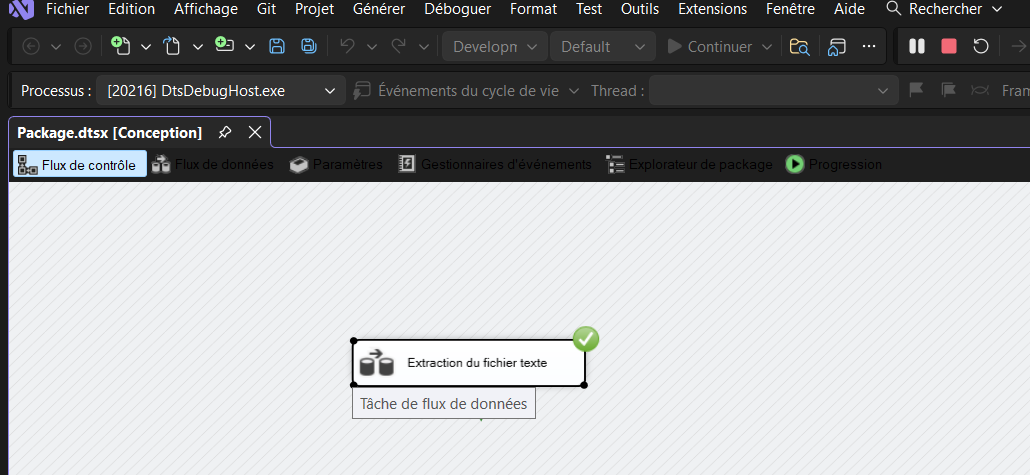 Fichier Edition Affichage Git Projet Générer Déboguer Format Test Outils Extensions Fenêtre Aide Rechercher
Default Continuer
Processus : [20216] DtsDebugHost.exe Événements du cycle de vie Thread :
Package.dtsx [Conception]
Flux de contrôle Flux de données Paramètres Gestionnaires d'événements Explorateur de package Progression
Extraction du fichier texte
Tâche de flux de données